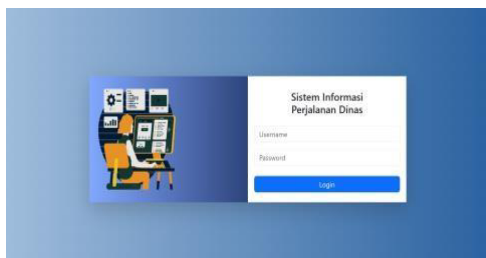 Sistem Informasi
Perjalanan Dinas
Username
Password
Login